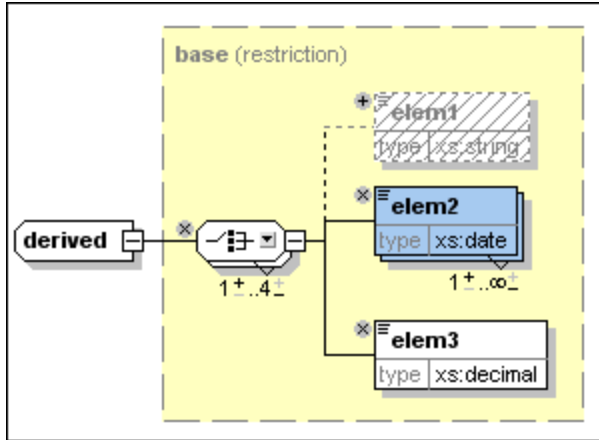 base (restriction)
elem1
type xs:string
elem2
derived
type xs:date
1±..4±
1±..∞±
elem3
type xs:decimal